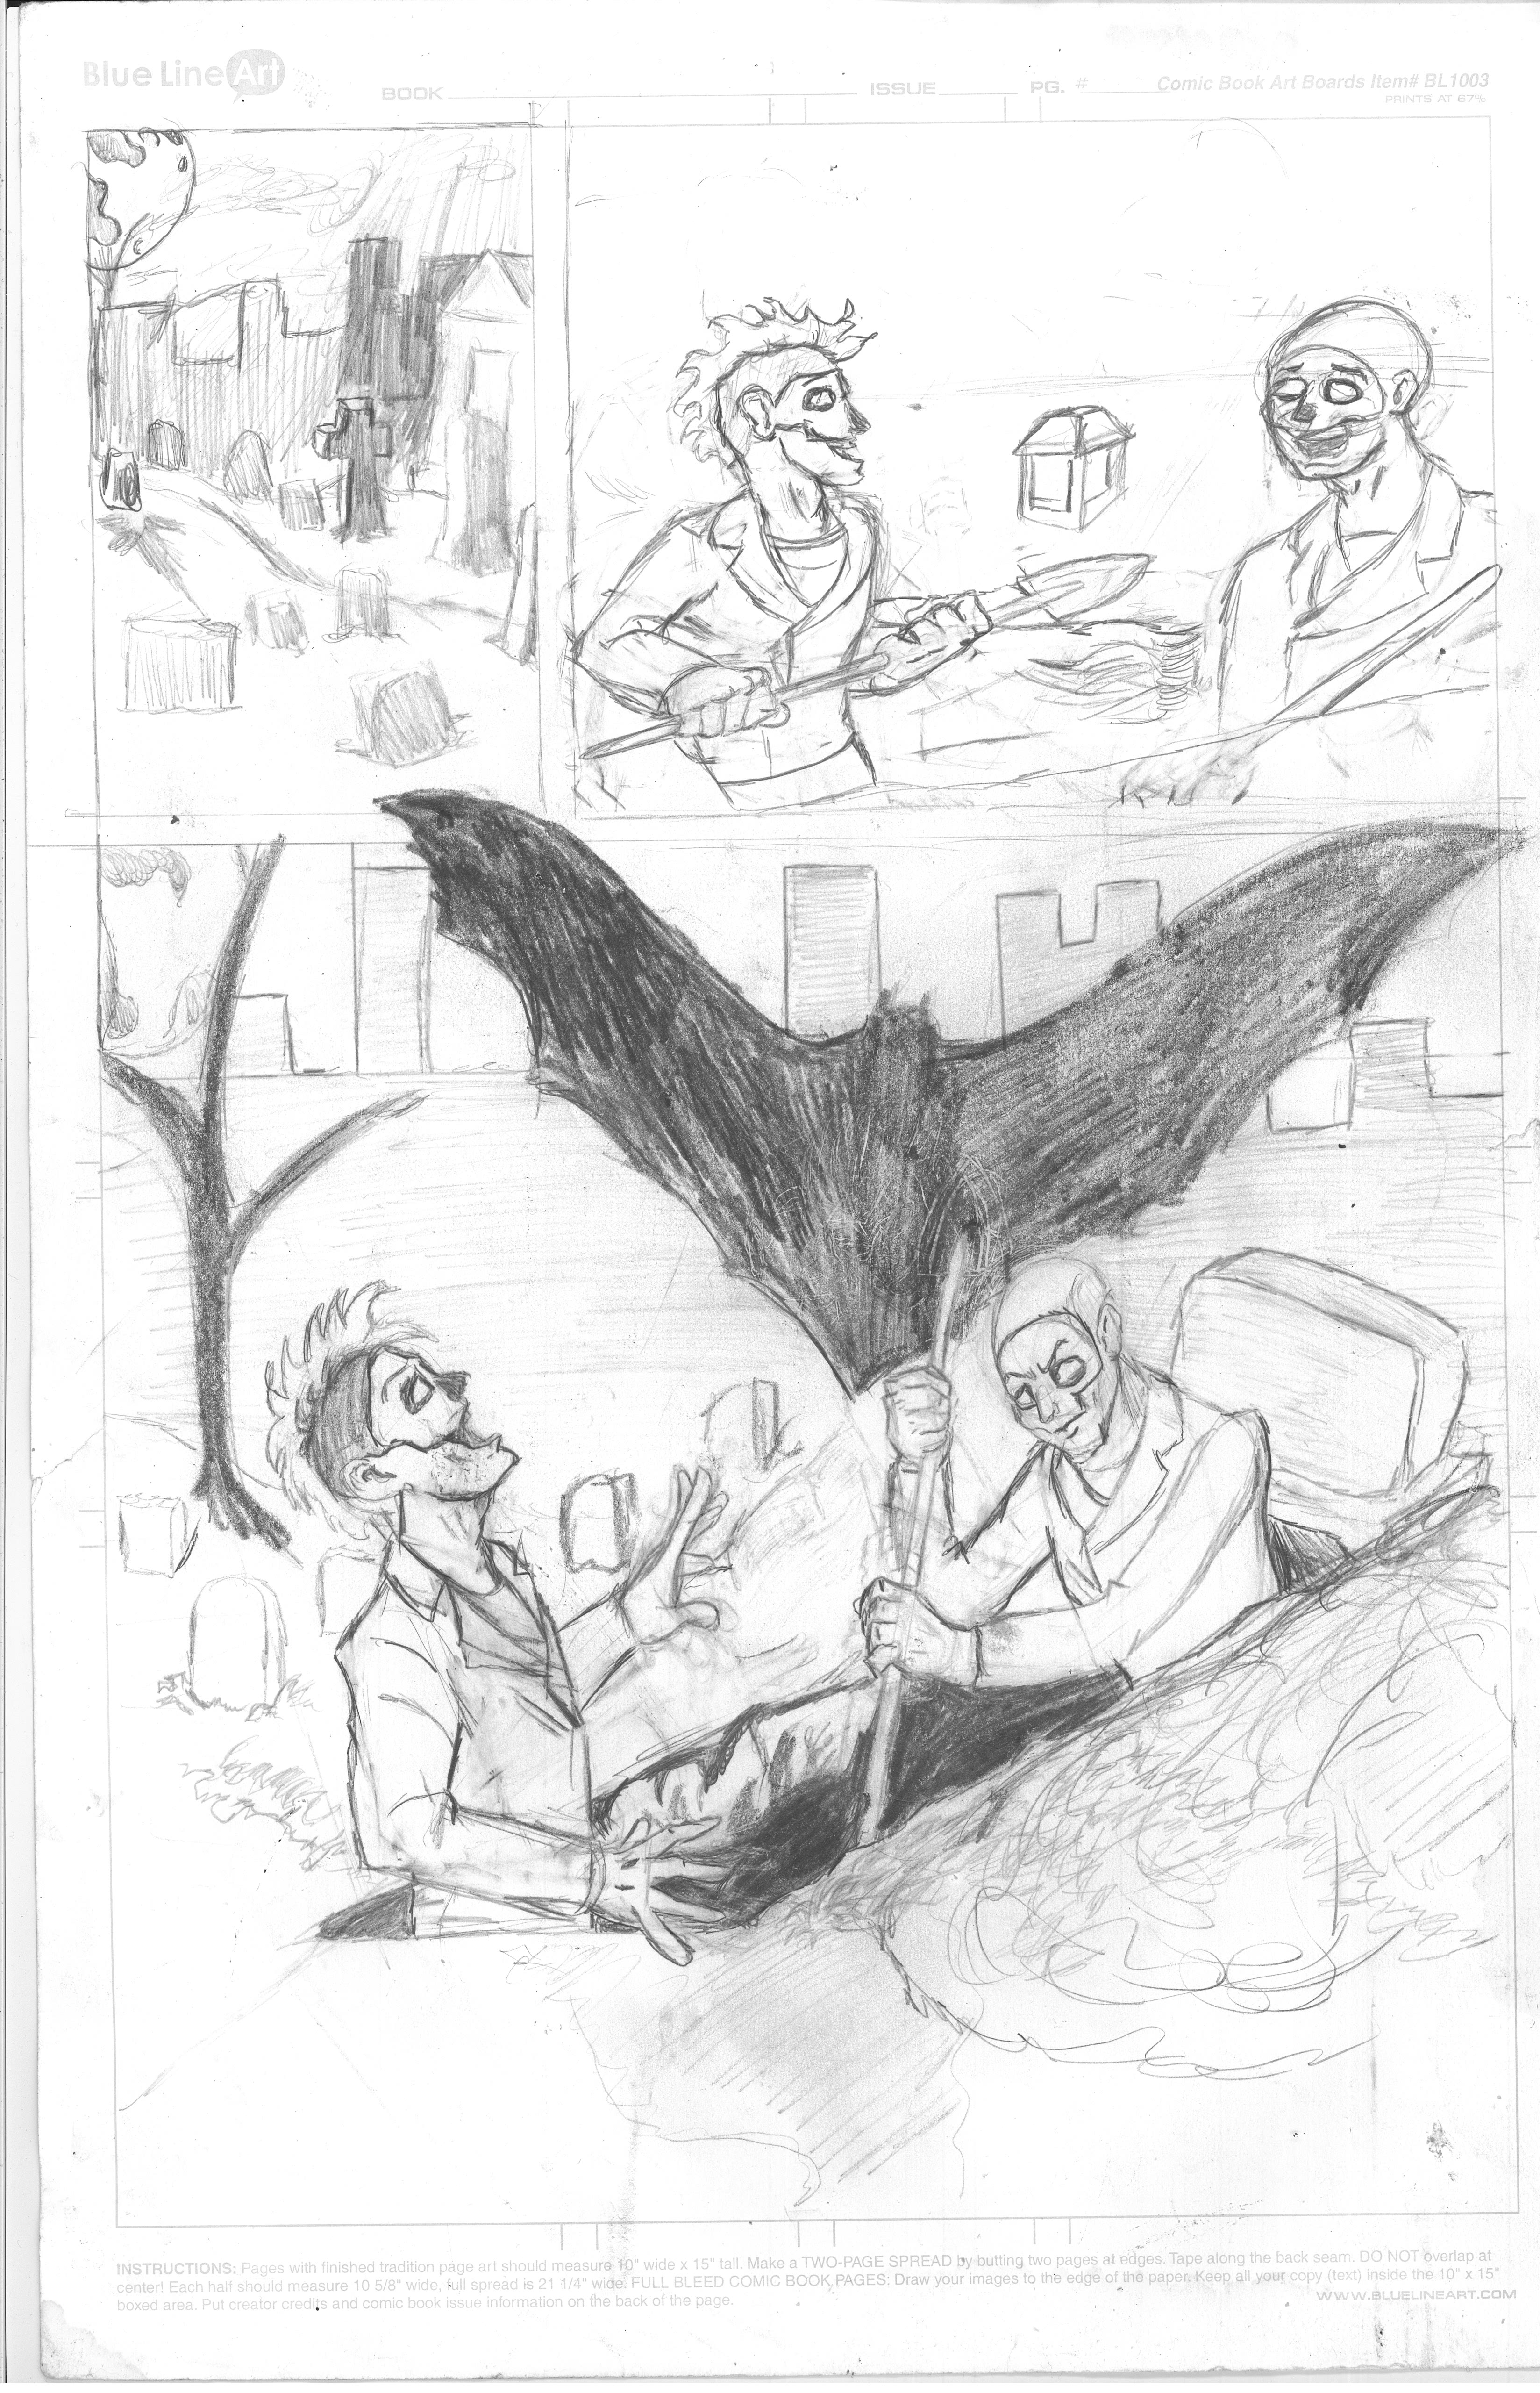 Blue Line Art
BOOK ISSUE PG. #
Comic Book Art Boards Item# BL1003
PRINTS AT 67%
INSTRUCTIONS: Pages with finished tradition page art should measure 10" wide x 15" tall. Make a TWO-PAGE SPREAD by butting two pages at edges. Tape along the back seam. DO NOT overlap at
center! Each half should measure 10 5/8" wide, full spread is 21 1/4" wide. FULL BLEED COMIC BOOK PAGES: Draw your images to the edge of the paper. Keep all your copy (text) inside the 10" x 15"
boxed area. Put creator credits and comic book issue information on the back of the page.
WWW.BLUELINEART.COM